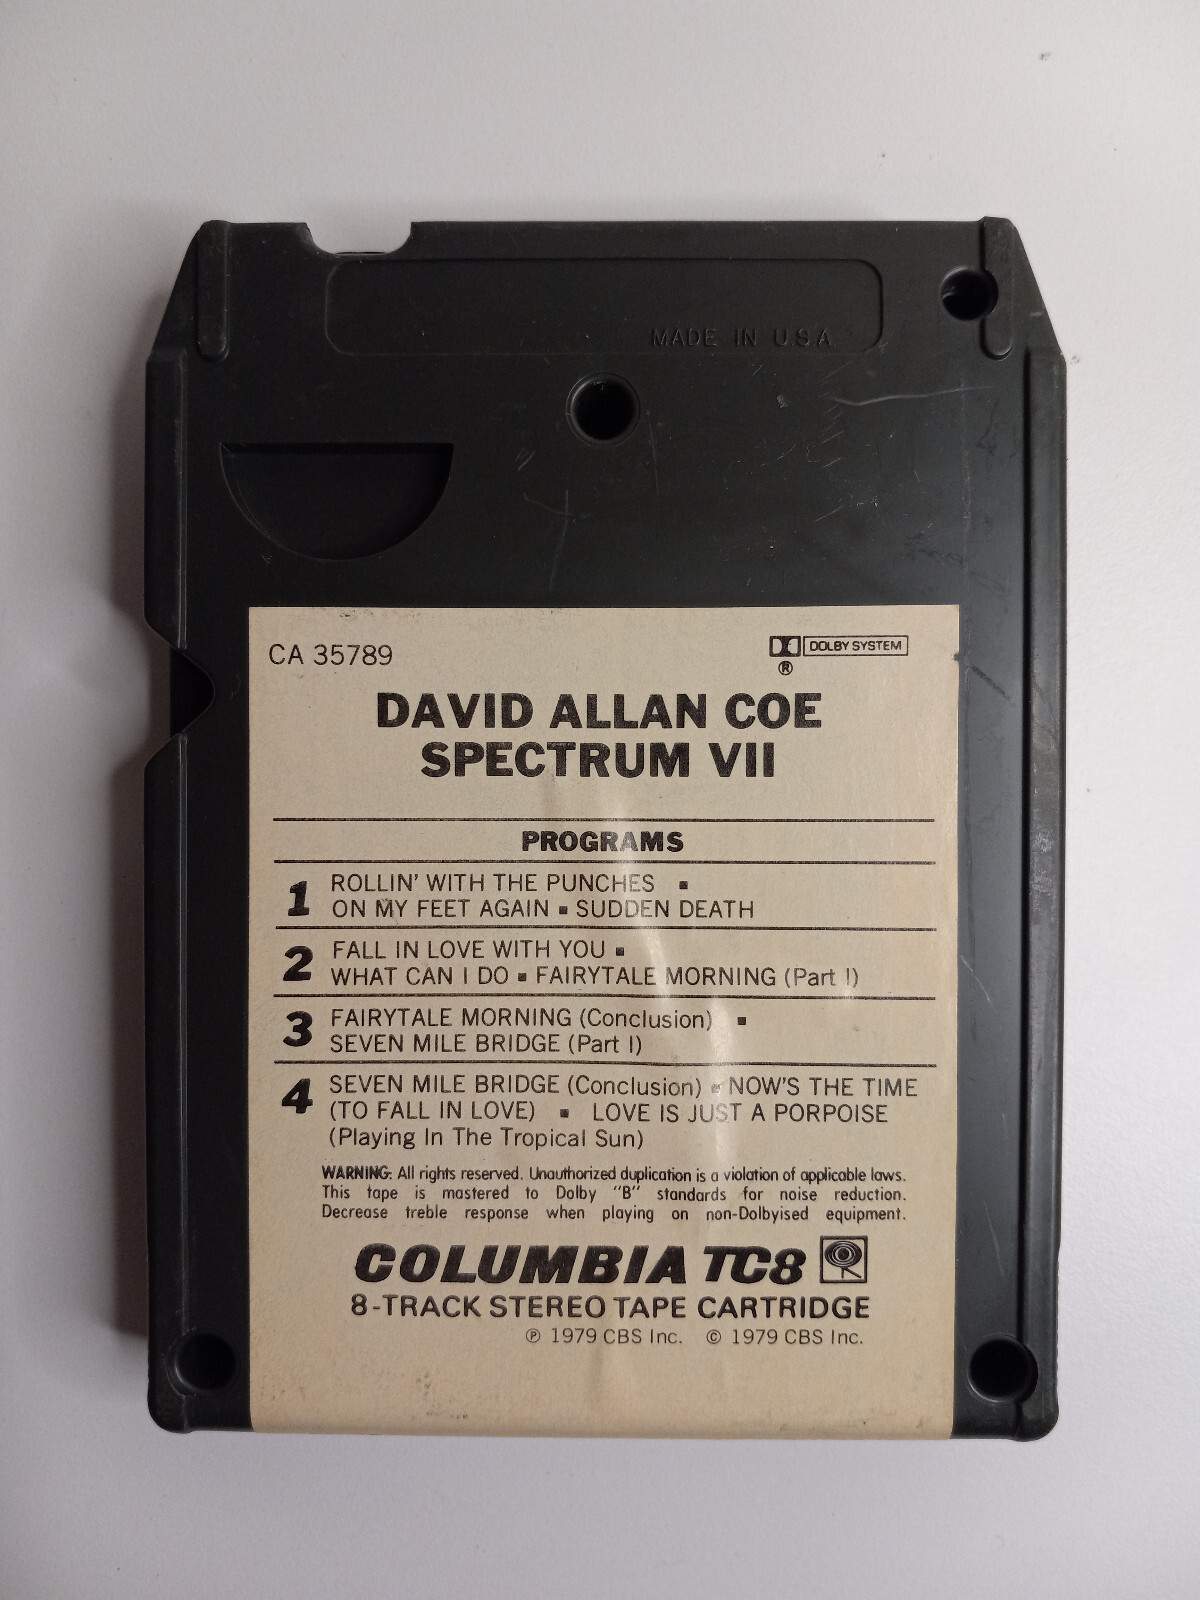 MADE IN U.S.A.
CA 35789
DOLBY SYSTEM
®
DAVID ALLAN COE
SPECTRUM VII
PROGRAMS
1 ROLLIN' WITH THE PUNCHES ▪
ON MY FEET AGAIN ▪ SUDDEN DEATH
2 FALL IN LOVE WITH YOU ▪
WHAT CAN I DO ▪ FAIRYTALE MORNING (Part I)
3 FAIRYTALE MORNING (Conclusion) ▪
SEVEN MILE BRIDGE (Part I)
4 SEVEN MILE BRIDGE (Conclusion) ▪ NOW'S THE TIME
(TO FALL IN LOVE) ▪ LOVE IS JUST A PORPOISE
(Playing In The Tropical Sun)
WARNING: All rights reserved. Unauthorized duplication is a violation of applicable laws.
This tape is mastered to Dolby "B" standards for noise reduction.
Decrease treble response when playing on non-Dolbyised equipment.
COLUMBIA TC8
8-TRACK STEREO TAPE CARTRIDGE
℗ 1979 CBS Inc. © 1979 CBS Inc.